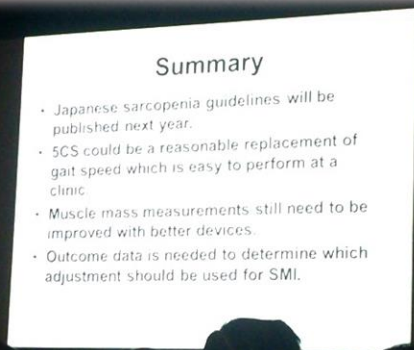 Summary
· Japanese sarcopenia guidelines will be
published next year.
· 5CS could be a reasonable replacement of
gait speed which is easy to perform at a
clinic
· Muscle mass measurements still need to be
improved with better devices.
· Outcome data is needed to determine which
adjustment should be used for SMI.